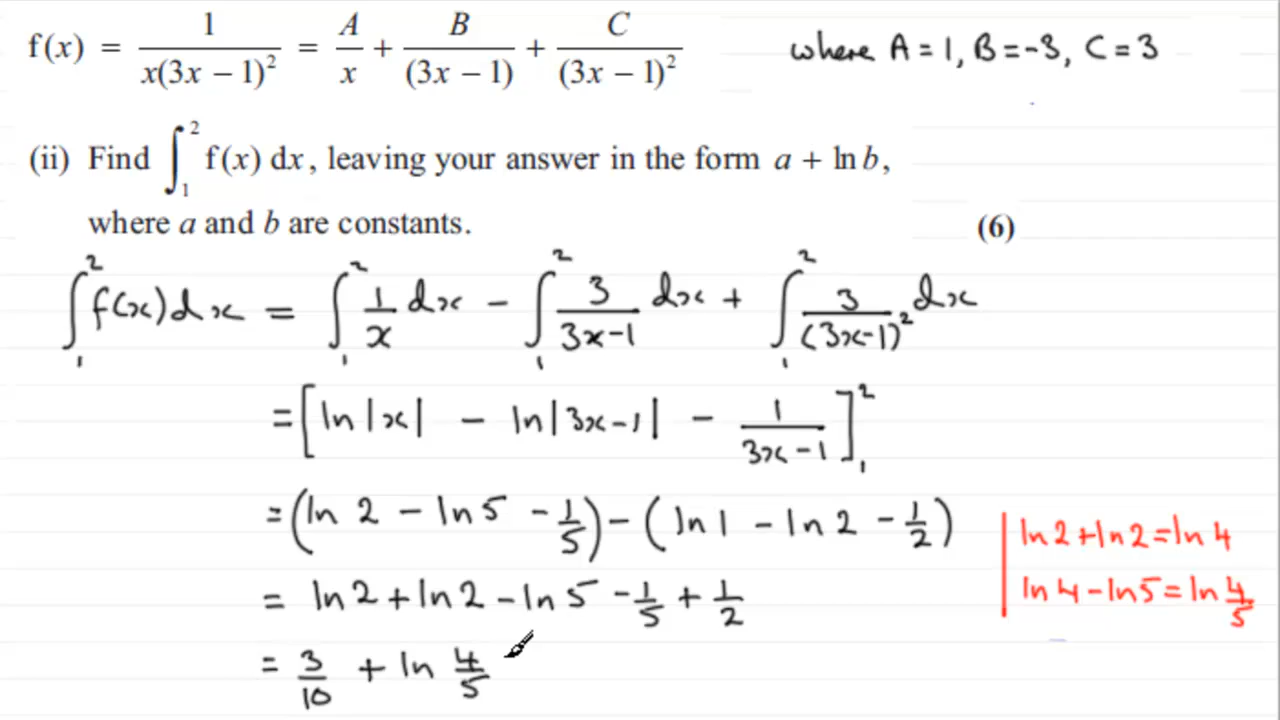 f(x) = 1/(x(3x − 1)²) = A/x + B/(3x − 1) + C/(3x − 1)² where A = 1, B = -3, C = 3
(ii) Find ∫₁² f(x) dx, leaving your answer in the form a + ln b,
where a and b are constants. (6)
∫₁² f(x)dx = ∫₁² 1/x dx − ∫₁² 3/(3x−1) dx + ∫₁² 3/(3x−1)² dx
= [ln|x| − ln|3x−1| − 1/(3x−1)]₁²
= (ln 2 − ln 5 − 1/5) − (ln 1 − ln 2 − 1/2)
ln 2 + ln 2 = ln 4
= ln 2 + ln 2 − ln 5 − 1/5 + 1/2
ln 4 − ln 5 = ln 4/5
= 3/10 + ln 4/5